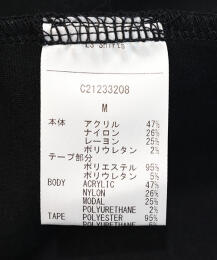 C21233208
M
本体 アクリル 47%
ナイロン 26%
レーヨン 25%
ポリウレタン 2%
テープ部分
ポリエステル 95%
ポリウレタン 5%
BODY ACRYLIC 47%
NYLON 26%
MODAL 25%
POLYURETHANE 2%
TAPE POLYESTER 95%